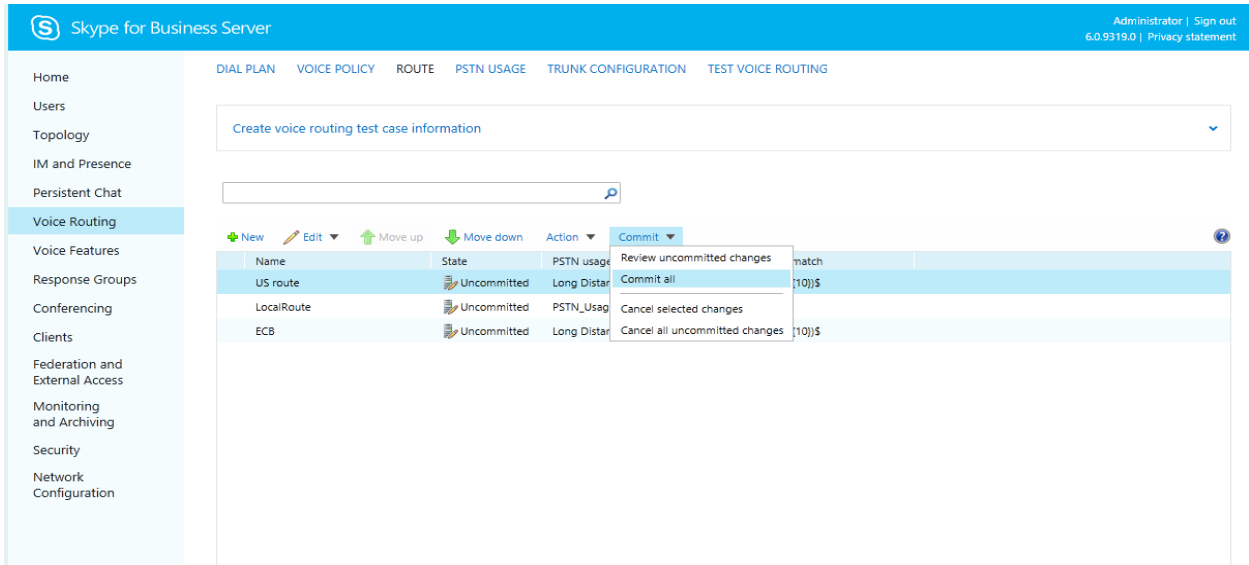 Skype for Business Server
Administrator | Sign out
6.0.9319.0 | Privacy statement
Home
Users
Topology
IM and Presence
Persistent Chat
Voice Routing
Voice Features
Response Groups
Conferencing
Clients
Federation and
External Access
Monitoring
and Archiving
Security
Network
Configuration
DIAL PLAN VOICE POLICY ROUTE PSTN USAGE TRUNK CONFIGURATION TEST VOICE ROUTING
Create voice routing test case information
New Edit Move up Move down Action Commit
Name State PSTN usage match
US route Uncommitted Long Distan {10})$
LocalRoute Uncommitted PSTN_Usag
ECB Uncommitted Long Distan {10})$
Review uncommitted changes
Commit all
Cancel selected changes
Cancel all uncommitted changes